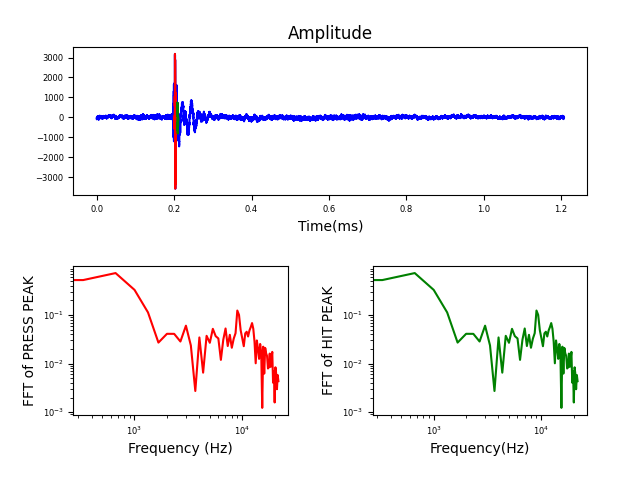 Amplitude
3000
2000
1000
0
−1000
−2000
−3000
0.0 0.2 0.4 0.6 0.8 1.0 1.2
Time(ms)
FFT of PRESS PEAK
10⁻¹
10⁻²
10⁻³
10³ 10⁴
Frequency (Hz)
FFT of HIT PEAK
10⁻¹
10⁻²
10⁻³
10³ 10⁴
Frequency(Hz)